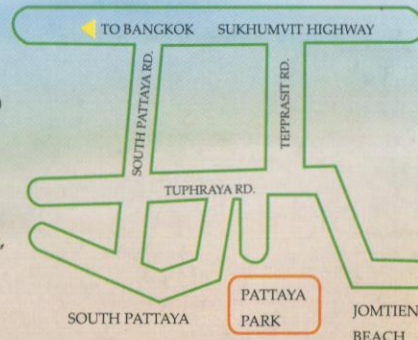 TO BANGKOK SUKHUMVIT HIGHWAY
SOUTH PATTAYA RD.
TEPPRASIT RD.
TUPHRAYA RD.
SOUTH PATTAYA
PATTAYA
PARK
JOMTIEN
BEACH